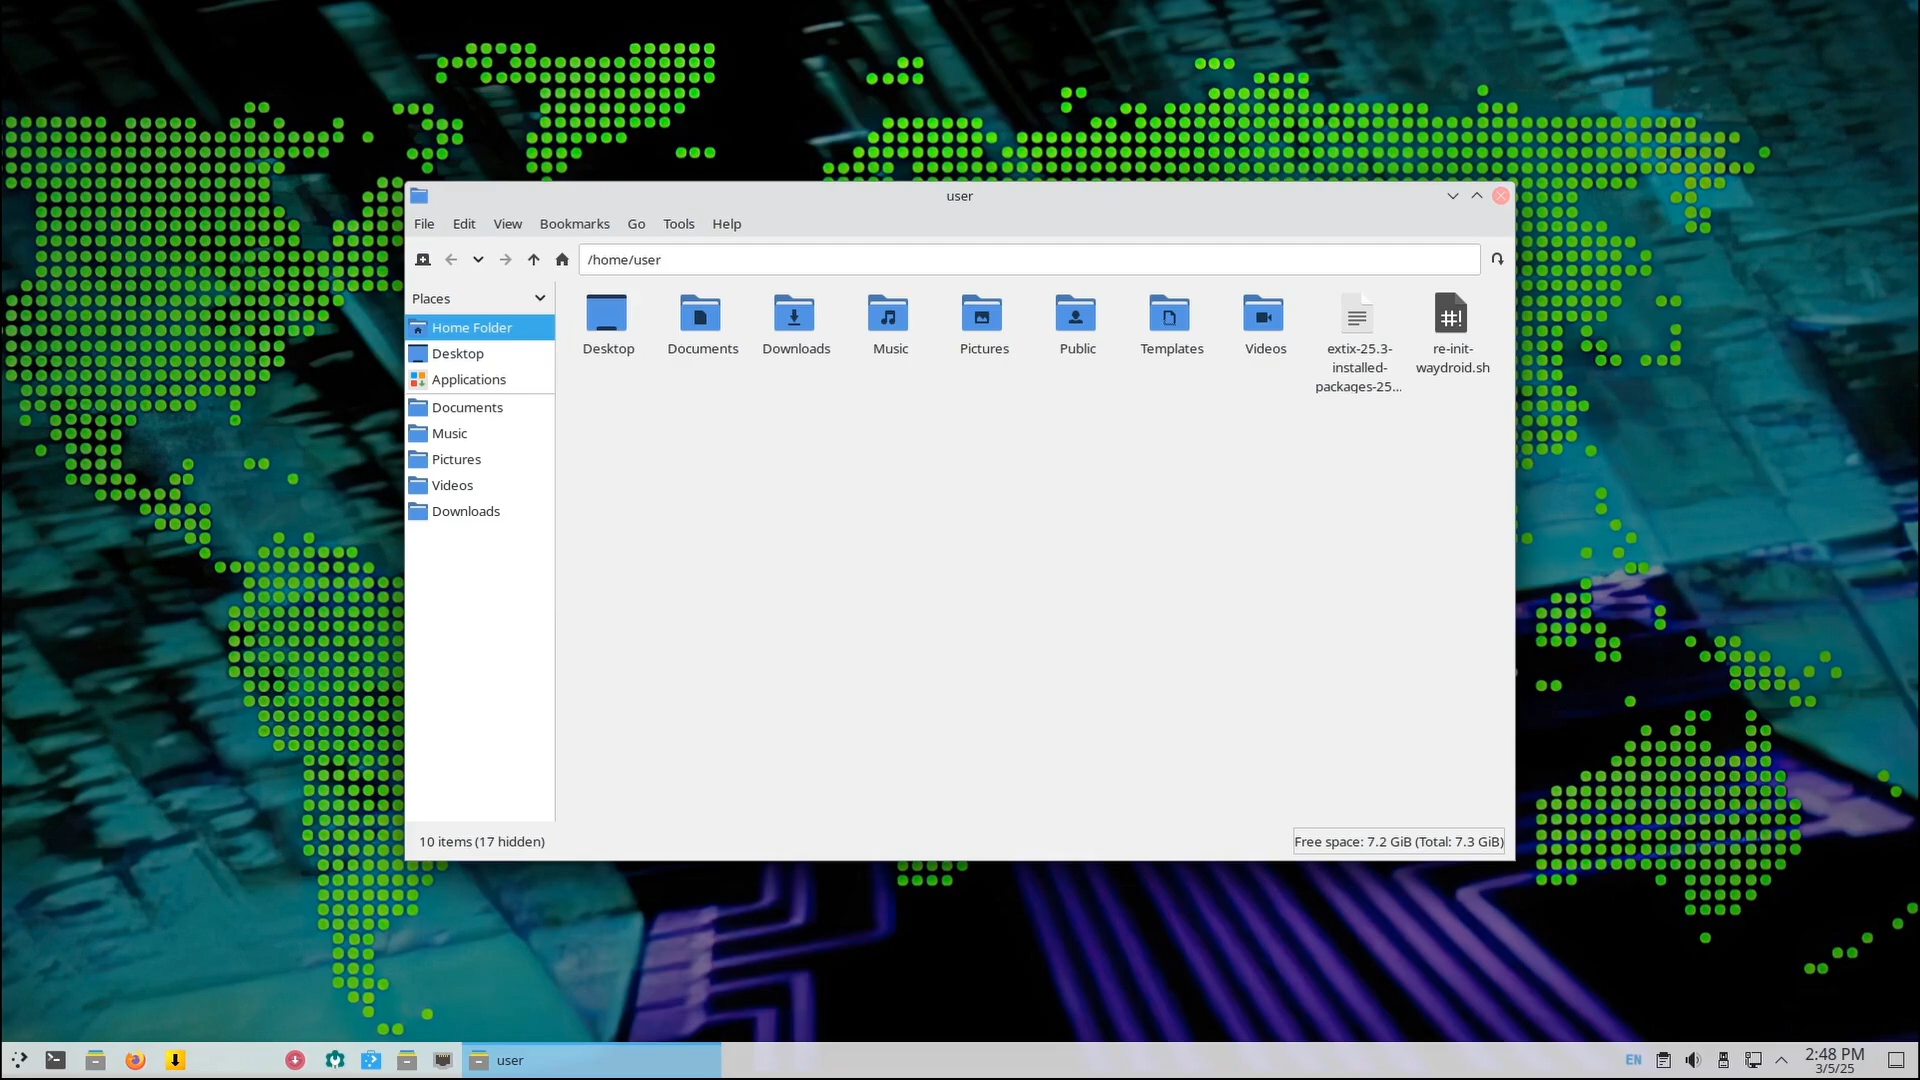 user
File Edit View Bookmarks Go Tools Help
/home/user
Places
Home Folder
Desktop
Applications
Documents
Music
Pictures
Videos
Downloads
Desktop Documents Downloads Music Pictures Public Templates Videos
extix-25.3-
installed-
packages-25...
re-init-
waydroid.sh
10 items (17 hidden)
Free space: 7.2 GiB (Total: 7.3 GiB)
user
EN
2:48 PM
3/5/25